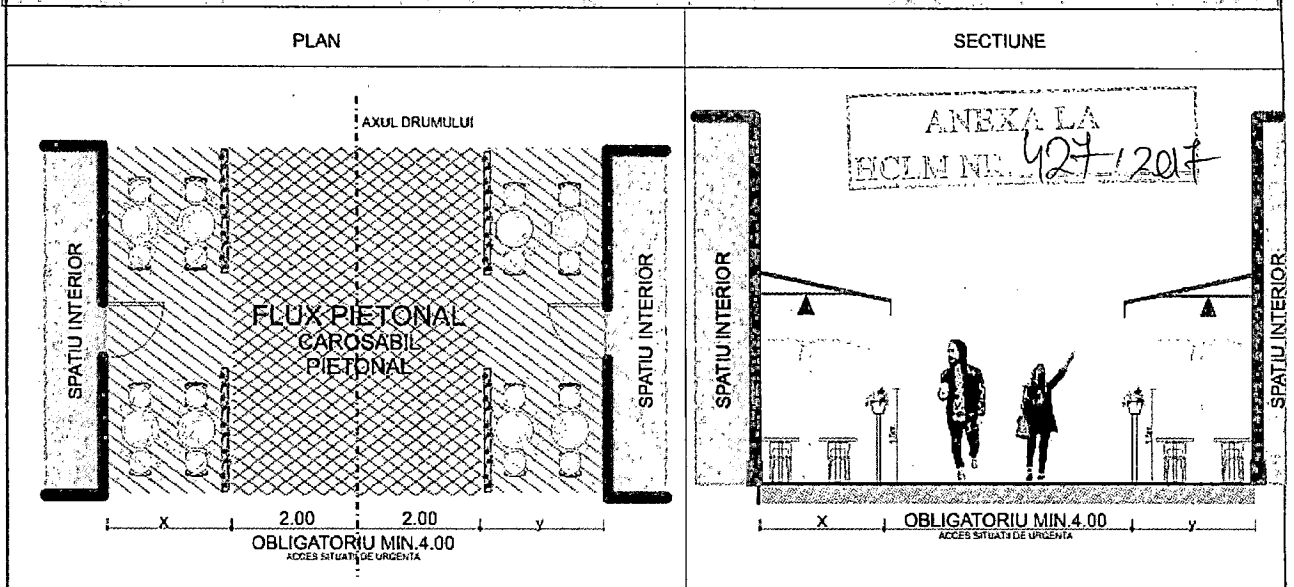 PLAN
SECTIUNE
AXUL DRUMULUI
SPATIU INTERIOR
FLUX PIETONAL
CAROSABIL
PIETONAL
SPATIU INTERIOR
x
2.00
2.00
y
OBLIGATORIU MIN.4.00
ACCES SITUATII DE URGENTA
ANEXA LA
HCLM NR. 427/2017
SPATIU INTERIOR
SPATIU INTERIOR
x
OBLIGATORIU MIN.4.00
y
ACCES SITUATII DE URGENTA